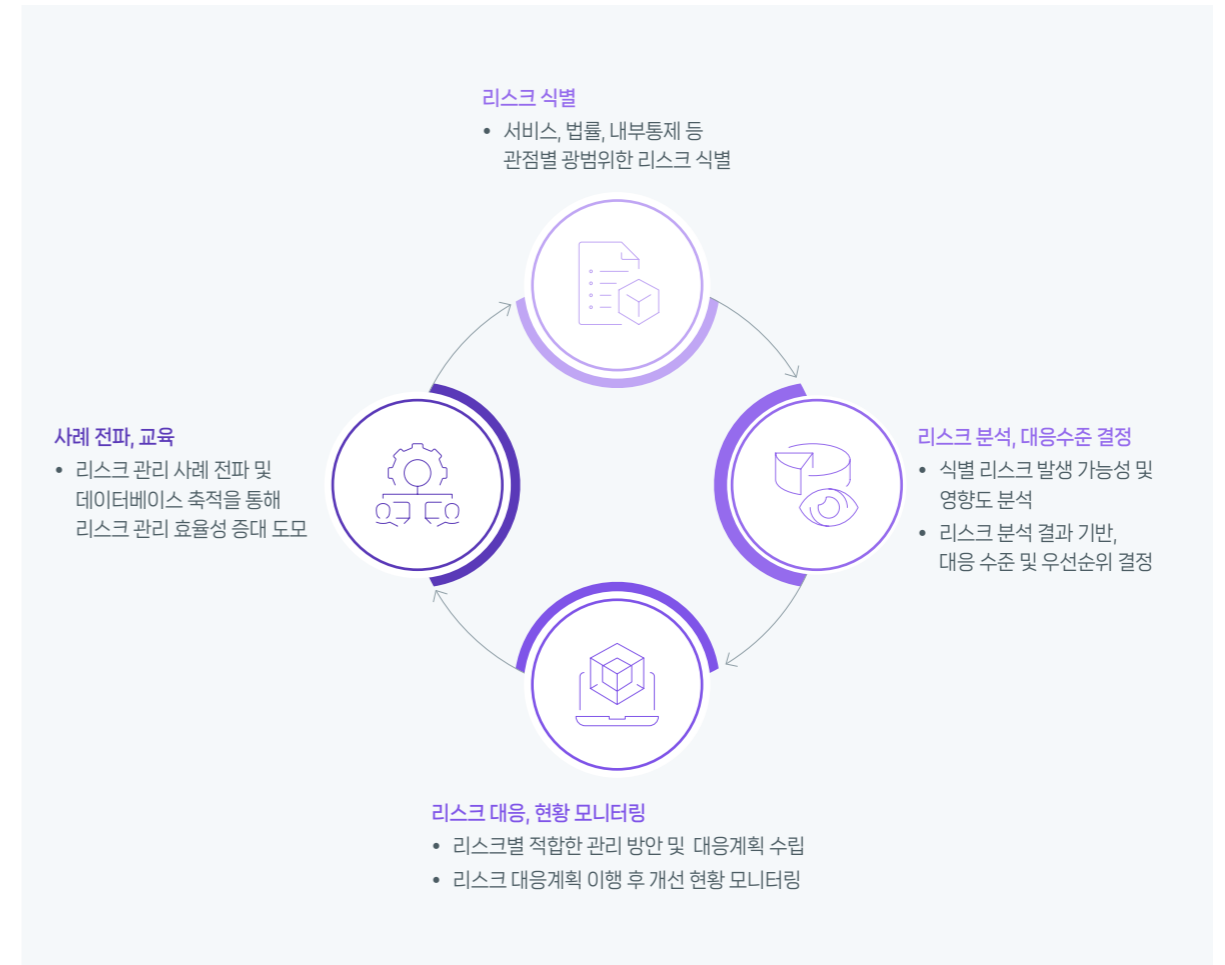 리스크 식별
• 서비스, 법률, 내부통제 등
관점별 광범위한 리스크 식별
리스크 분석, 대응수준 결정
• 식별 리스크 발생 가능성 및
영향도 분석
• 리스크 분석 결과 기반,
대응 수준 및 우선순위 결정
리스크 대응, 현황 모니터링
• 리스크별 적합한 관리 방안 및 대응계획 수립
• 리스크 대응계획 이행 후 개선 현황 모니터링
사례 전파, 교육
• 리스크 관리 사례 전파 및
데이터베이스 축적을 통해
리스크 관리 효율성 증대 도모